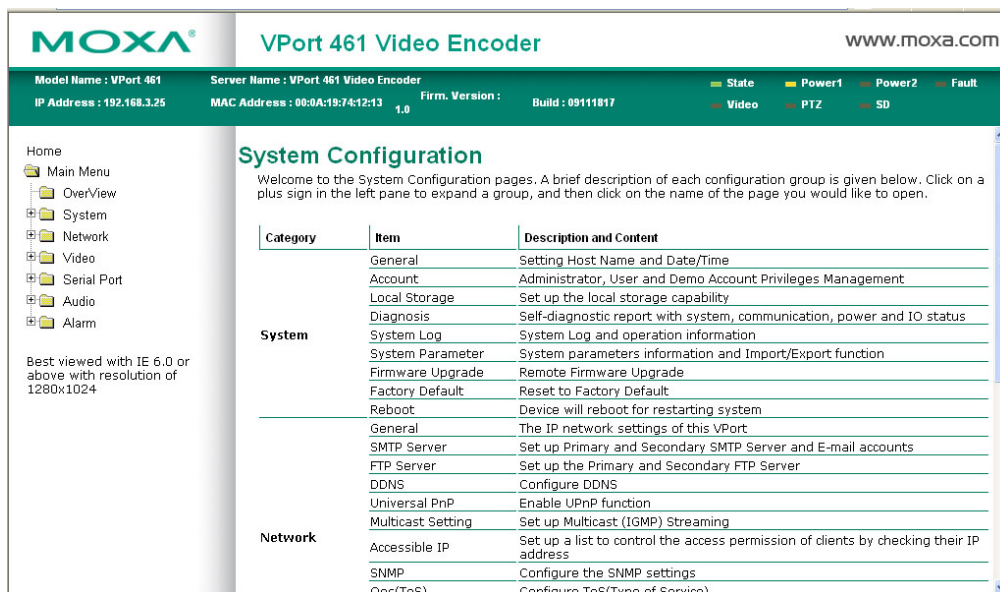 MOXA®
VPort 461 Video Encoder
www.moxa.com
Model Name : VPort 461
Server Name : VPort 461 Video Encoder
State
Power1
Power2
Fault
IP Address : 192.168.3.25
MAC Address : 00:0A:19:74:12:13
Firm. Version :
1.0
Build : 09111817
Video
PTZ
SD
Home
Main Menu
OverView
System
Network
Video
Serial Port
Audio
Alarm
Best viewed with IE 6.0 or
above with resolution of
1280x1024
System Configuration
Welcome to the System Configuration pages. A brief description of each configuration group is given below. Click on a
plus sign in the left pane to expand a group, and then click on the name of the page you would like to open.
Category Item Description and Content
System
General Setting Host Name and Date/Time
Account Administrator, User and Demo Account Privileges Management
Local Storage Set up the local storage capability
Diagnosis Self-diagnostic report with system, communication, power and IO status
System Log System Log and operation information
System Parameter System parameters information and Import/Export function
Firmware Upgrade Remote Firmware Upgrade
Factory Default Reset to Factory Default
Reboot Device will reboot for restarting system
Network
General The IP network settings of this VPort
SMTP Server Set up Primary and Secondary SMTP Server and E-mail accounts
FTP Server Set up the Primary and Secondary FTP Server
DDNS Configure DDNS
Universal PnP Enable UPnP function
Multicast Setting Set up Multicast (IGMP) Streaming
Accessible IP Set up a list to control the access permission of clients by checking their IP
address
SNMP Configure the SNMP settings
Qos(ToS) Configure ToS(Type of Service)